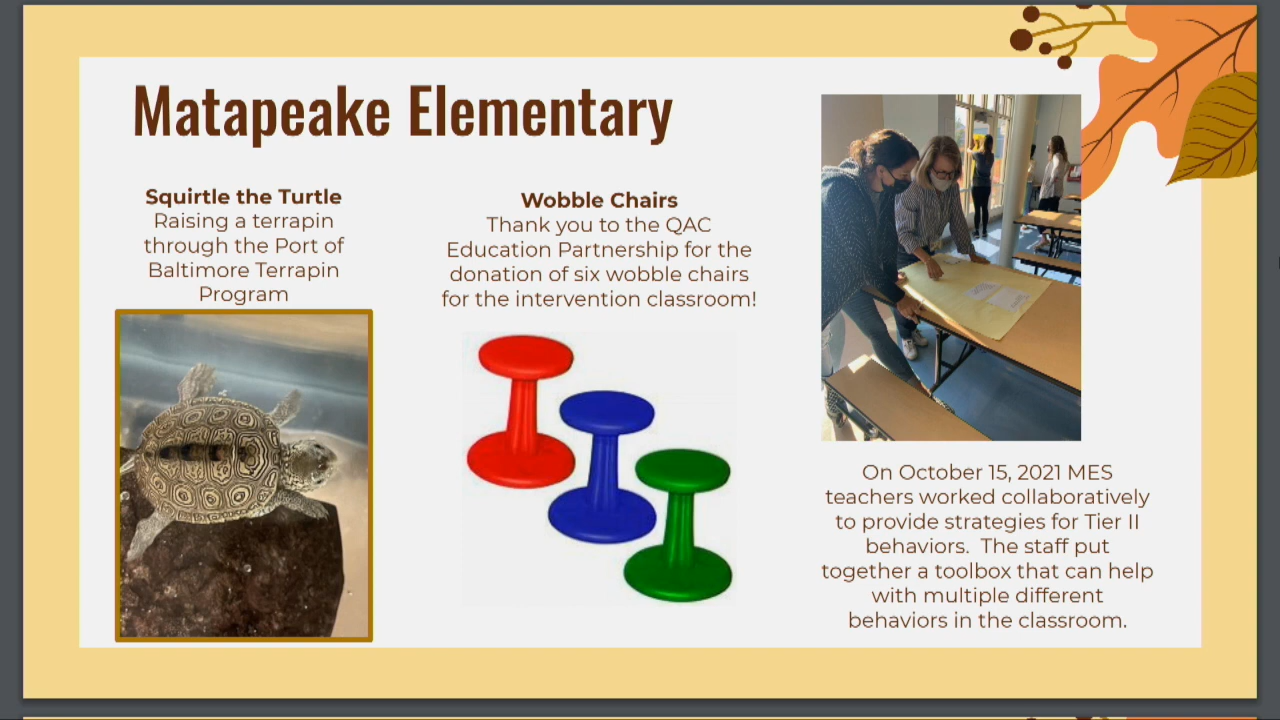 Matapeake Elementary
Squirtle the Turtle
Raising a terrapin
through the Port of
Baltimore Terrapin
Program
Wobble Chairs
Thank you to the QAC
Education Partnership for the
donation of six wobble chairs
for the intervention classroom!
On October 15, 2021 MES
teachers worked collaboratively
to provide strategies for Tier II
behaviors.  The staff put
together a toolbox that can help
with multiple different
behaviors in the classroom.